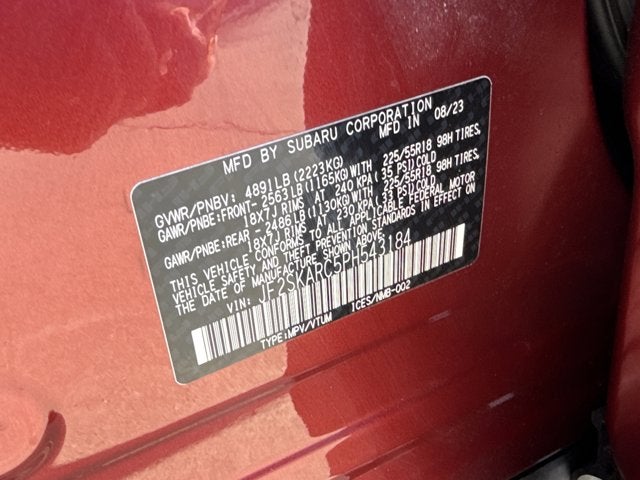 MFD BY SUBARU CORPORATION
MFD IN 08/23
GVWR/PNBV: 4891LB(2223KG)
GAWR/PNBE:FRONT- 2563LB(1165KG)WITH 225/55R18 98H TIRES,
18X7J RIMS AT 240 KPA(35 PSI)COLD
GAWR/PNBE:REAR -2486LB(1130KG)WITH 225/55R18 98H TIRES,
18X7J RIMS AT 230 KPA(33 PSI)COLD
THIS VEHICLE CONFORMS TO ALL APPLICABLE FEDERAL MOTOR
VEHICLE SAFETY AND THEFT PREVENTION STANDARDS IN EFFECT ON
THE DATE OF MANUFACTURE SHOWN ABOVE.
VIN: JF2SKARC5PH543184
TYPE:MPV/VTUM ICES/NMB-002